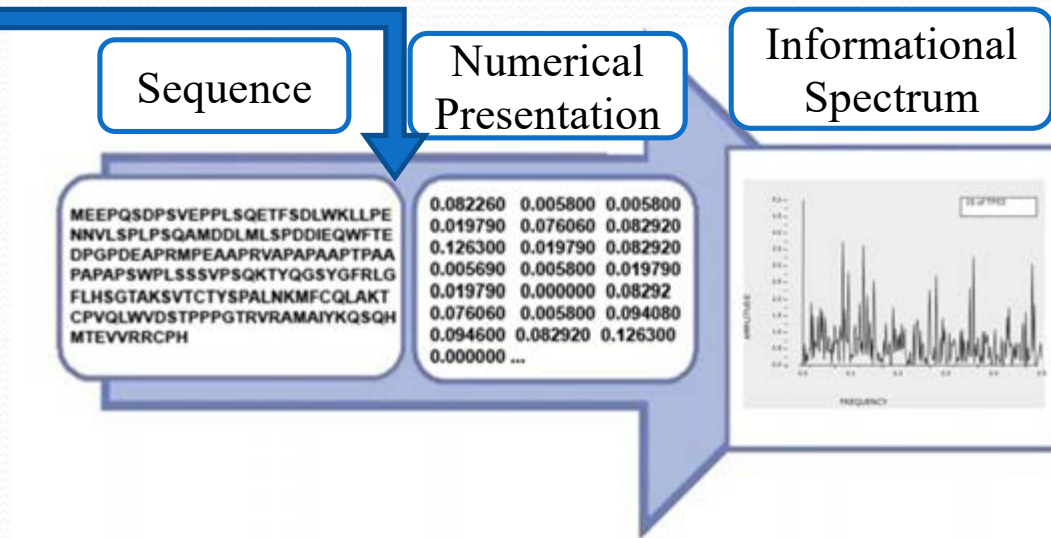 Sequence
Numerical
Presentation
Informational
Spectrum
MEEPQSDPSVEPPLSQETFSDLWKLLPE
NNVLSPLPSQAMDDLMLSPDDIEQWFTE
DPGPDEAPRMPEAAPRVAPAPAAPTPAA
PAPAPSWPLSSSVPSQKTYQGSYGFRLG
FLHSGTAKSVTCTYSPALNKMFCQLAKT
CPVQLWVDSTPPPGTRVRAMAIYKQSQH
MTEVVRRCPH
0.082260 0.005800 0.005800
0.019790 0.076060 0.082920
0.126300 0.019790 0.082920
0.005690 0.005800 0.019790
0.019790 0.000000 0.08292
0.076060 0.005800 0.094080
0.094600 0.082920 0.126300
0.000000 ...
AMPLITUDE
FREQUENCY